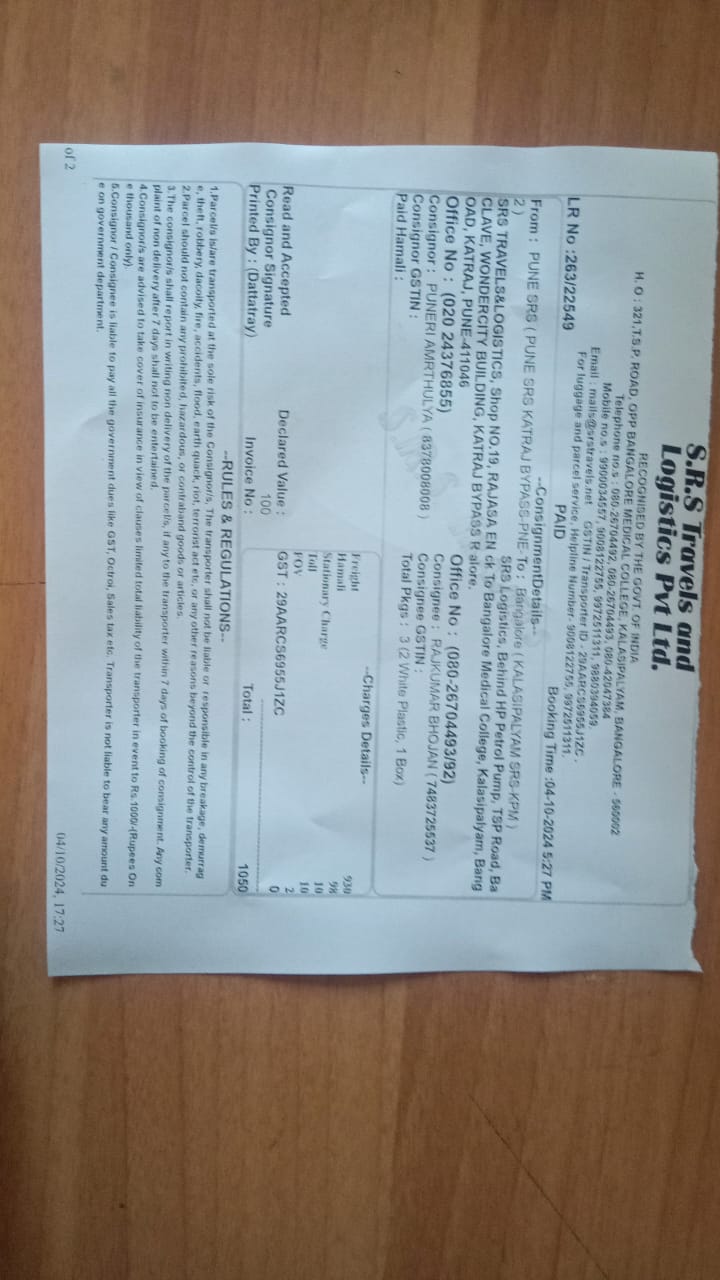 S.R.S Travels and
Logistics Pvt Ltd.
RECOGNISED BY THE GOVT. OF INDIA
H. O : 321,T.S.P. ROAD, OPP BANGALORE MEDICAL COLLEGE, KALASIPALYAM, BANGALORE - 560002
Telephone no.s : 080-26704492, 080-26704493, 080-42047384
Mobile no.s : 9900034557, 9008122755, 9972511311, 9880394059.
Email : mails@srstravels.net GSTIN / Transporter ID - 29AARCS6955J1ZC .
For luggage and parcel service, Helpline Number- 9008122755, 9972511311.
LR No :263/22549 PAID Booking Time :04-10-2024 5:27 PM
--ConsignmentDetails--
From : PUNE SRS ( PUNE SRS KATRAJ BYPASS-PNE To : Bangalore ( KALASIPALYAM SRS-KPM )
2 )
SRS TRAVELS&LOGISTICS, Shop NO.19, RAJASA EN SRS Logistics, Behind HP Petrol Pump, TSP Road, Ba
CLAVE, WONDERCITY BUILDING, KATRAJ BYPASS R ck To Bangalore Medical College, Kalasipalyam, Bang
OAD, KATRAJ, PUNE-411046 alore,
Office No : (020 24376855) Office No : (080-26704493/92)
Consignor : PUNERI AMRTHULYA ( 8378008008 ) Consignee : RAJKUMAR BHOJAN ( 7483725537 )
Consignor GSTIN : Consignee GSTIN :
Paid Hamali : Total Pkgs : 3 (2 White Plastic, 1 Box)
--Charges Details--
Freight 930
Hamali 98
Stationary Charge 10
Toll 10
FOV 2
Read and Accepted Declared Value : GST : 29AARCS6955J1ZC 0
Consignor Signature 100
Printed By : (Dattatray) Invoice No : Total : 1050
--RULES & REGULATIONS--
1.Parcel/s is/are transported at the sole risk of the Consignor/s. The transporter shall not be liable or responsible in any breakage, demurrag
e, theft, robbery, dacoity, fire, accidents, flood, earth quack, riot, terrorist act etc, or any other reasons beyond the control of the transporter.
2.Parcel should not contain any prohibited, hazardous, or contraband goods or articles.
3.The consignor/s shall report in writing non delivery of the parcel/s, if any to the transporter within 7 days of booking of consignment. Any com
plaint of non delivery after 7 days shall not to be entertained.
4.Consignor/s are advised to take cover of insurance in view of clauses limited total liability of the transporter in event to Rs.1000/-(Rupees On
e thousand only).
5.Consignor / Consignee is liable to pay all the government dues like GST, Octroi, Sales tax etc. Transporter is not liable to bear any amount du
e on government department.
of 2 04/10/2024, 17:27